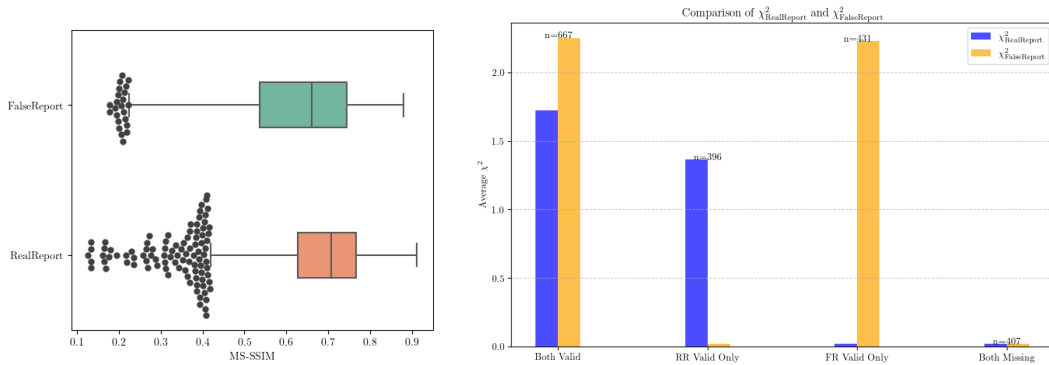 FalseReport
RealReport
0.1 0.2 0.3 0.4 0.5 0.6 0.7 0.8 0.9
MS-SSIM
Comparison of χ²RealReport and χ²FalseReport
n=667
n=431
χ²RealReport
χ²FalseReport
2.0
1.5
n=396
1.0
0.5
0.0
n=407
Average χ²
Both Valid RR Valid Only FR Valid Only Both Missing